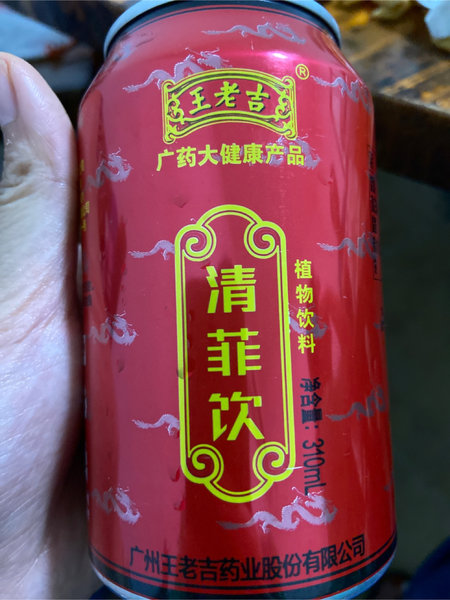 王老吉®
广药大健康产品
清菲饮
植物饮料
净含量: 310mL
广州王老吉药业股份有限公司